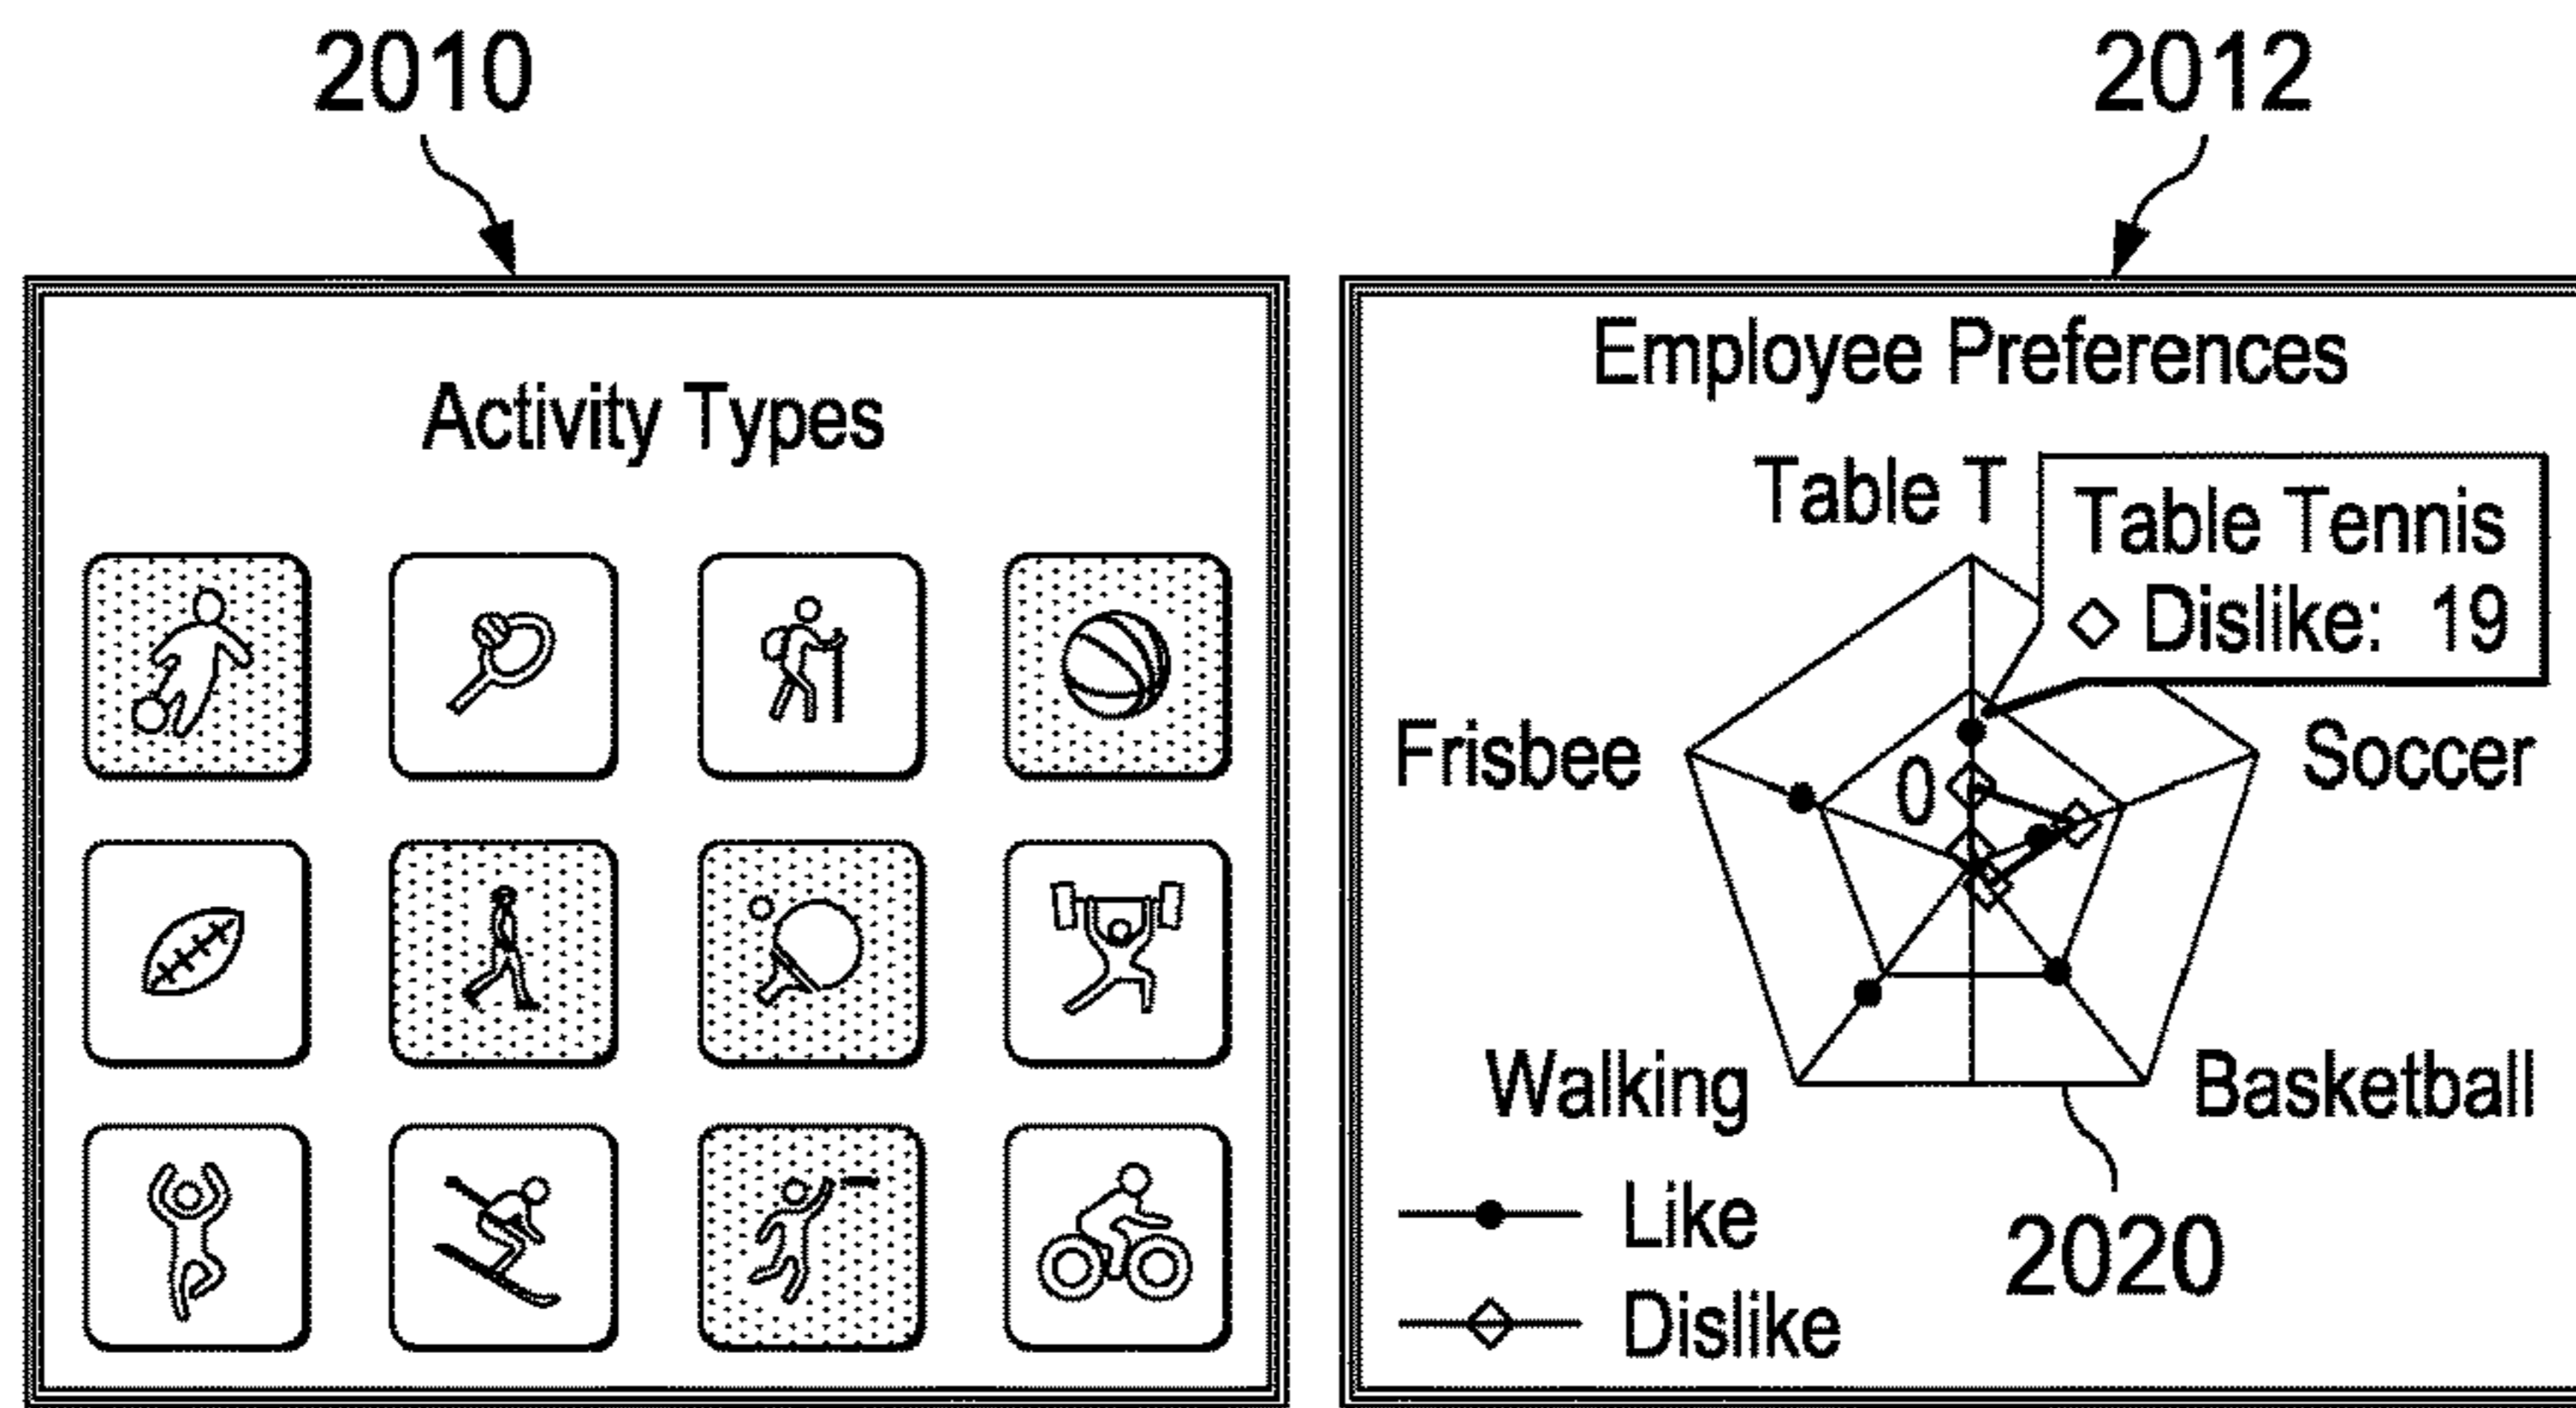 2010
2012
Activity Types
Employee Preferences
Table T
Table Tennis
Dislike: 19
Frisbee
0
Soccer
Walking
Basketball
Like
Dislike
2020